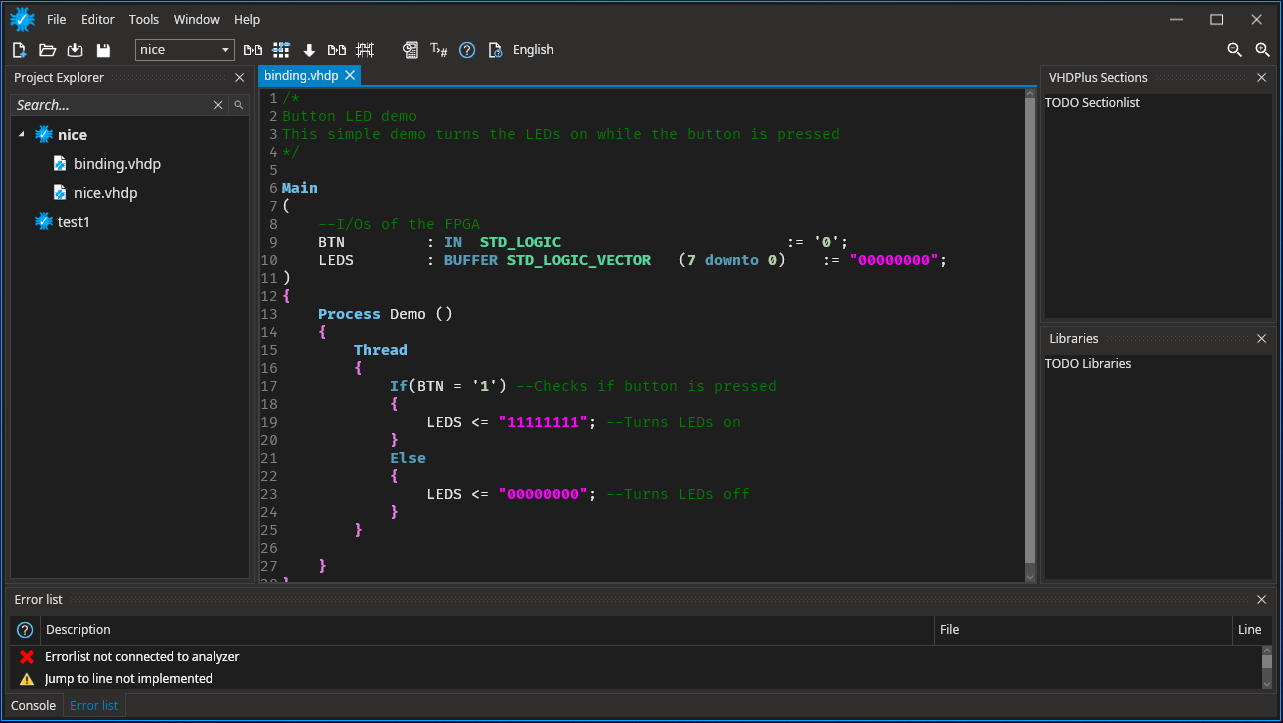 File Editor Tools Window Help
nice English
Project Explorer
Search...
nice
binding.vhdp
nice.vhdp
test1
binding.vhdp
1 /*
2 Button LED demo
3 This simple demo turns the LEDs on while the button is pressed
4 */
5
6 Main
7 (
8     --I/Os of the FPGA
9     BTN         : IN  STD_LOGIC                         := '0';
10     LEDS        : BUFFER STD_LOGIC_VECTOR   (7 downto 0)    := "00000000";
11 )
12 {
13     Process Demo ()
14     {
15         Thread
16         {
17             If(BTN = '1') --Checks if button is pressed
18             {
19                 LEDS <= "11111111"; --Turns LEDs on
20             }
21             Else
22             {
23                 LEDS <= "00000000"; --Turns LEDs off
24             }
25         }
26
27     }
28 }
VHDPlus Sections
TODO Sectionlist
Libraries
TODO Libraries
Error list
Description File Line
Errorlist not connected to analyzer
Jump to line not implemented
Console Error list